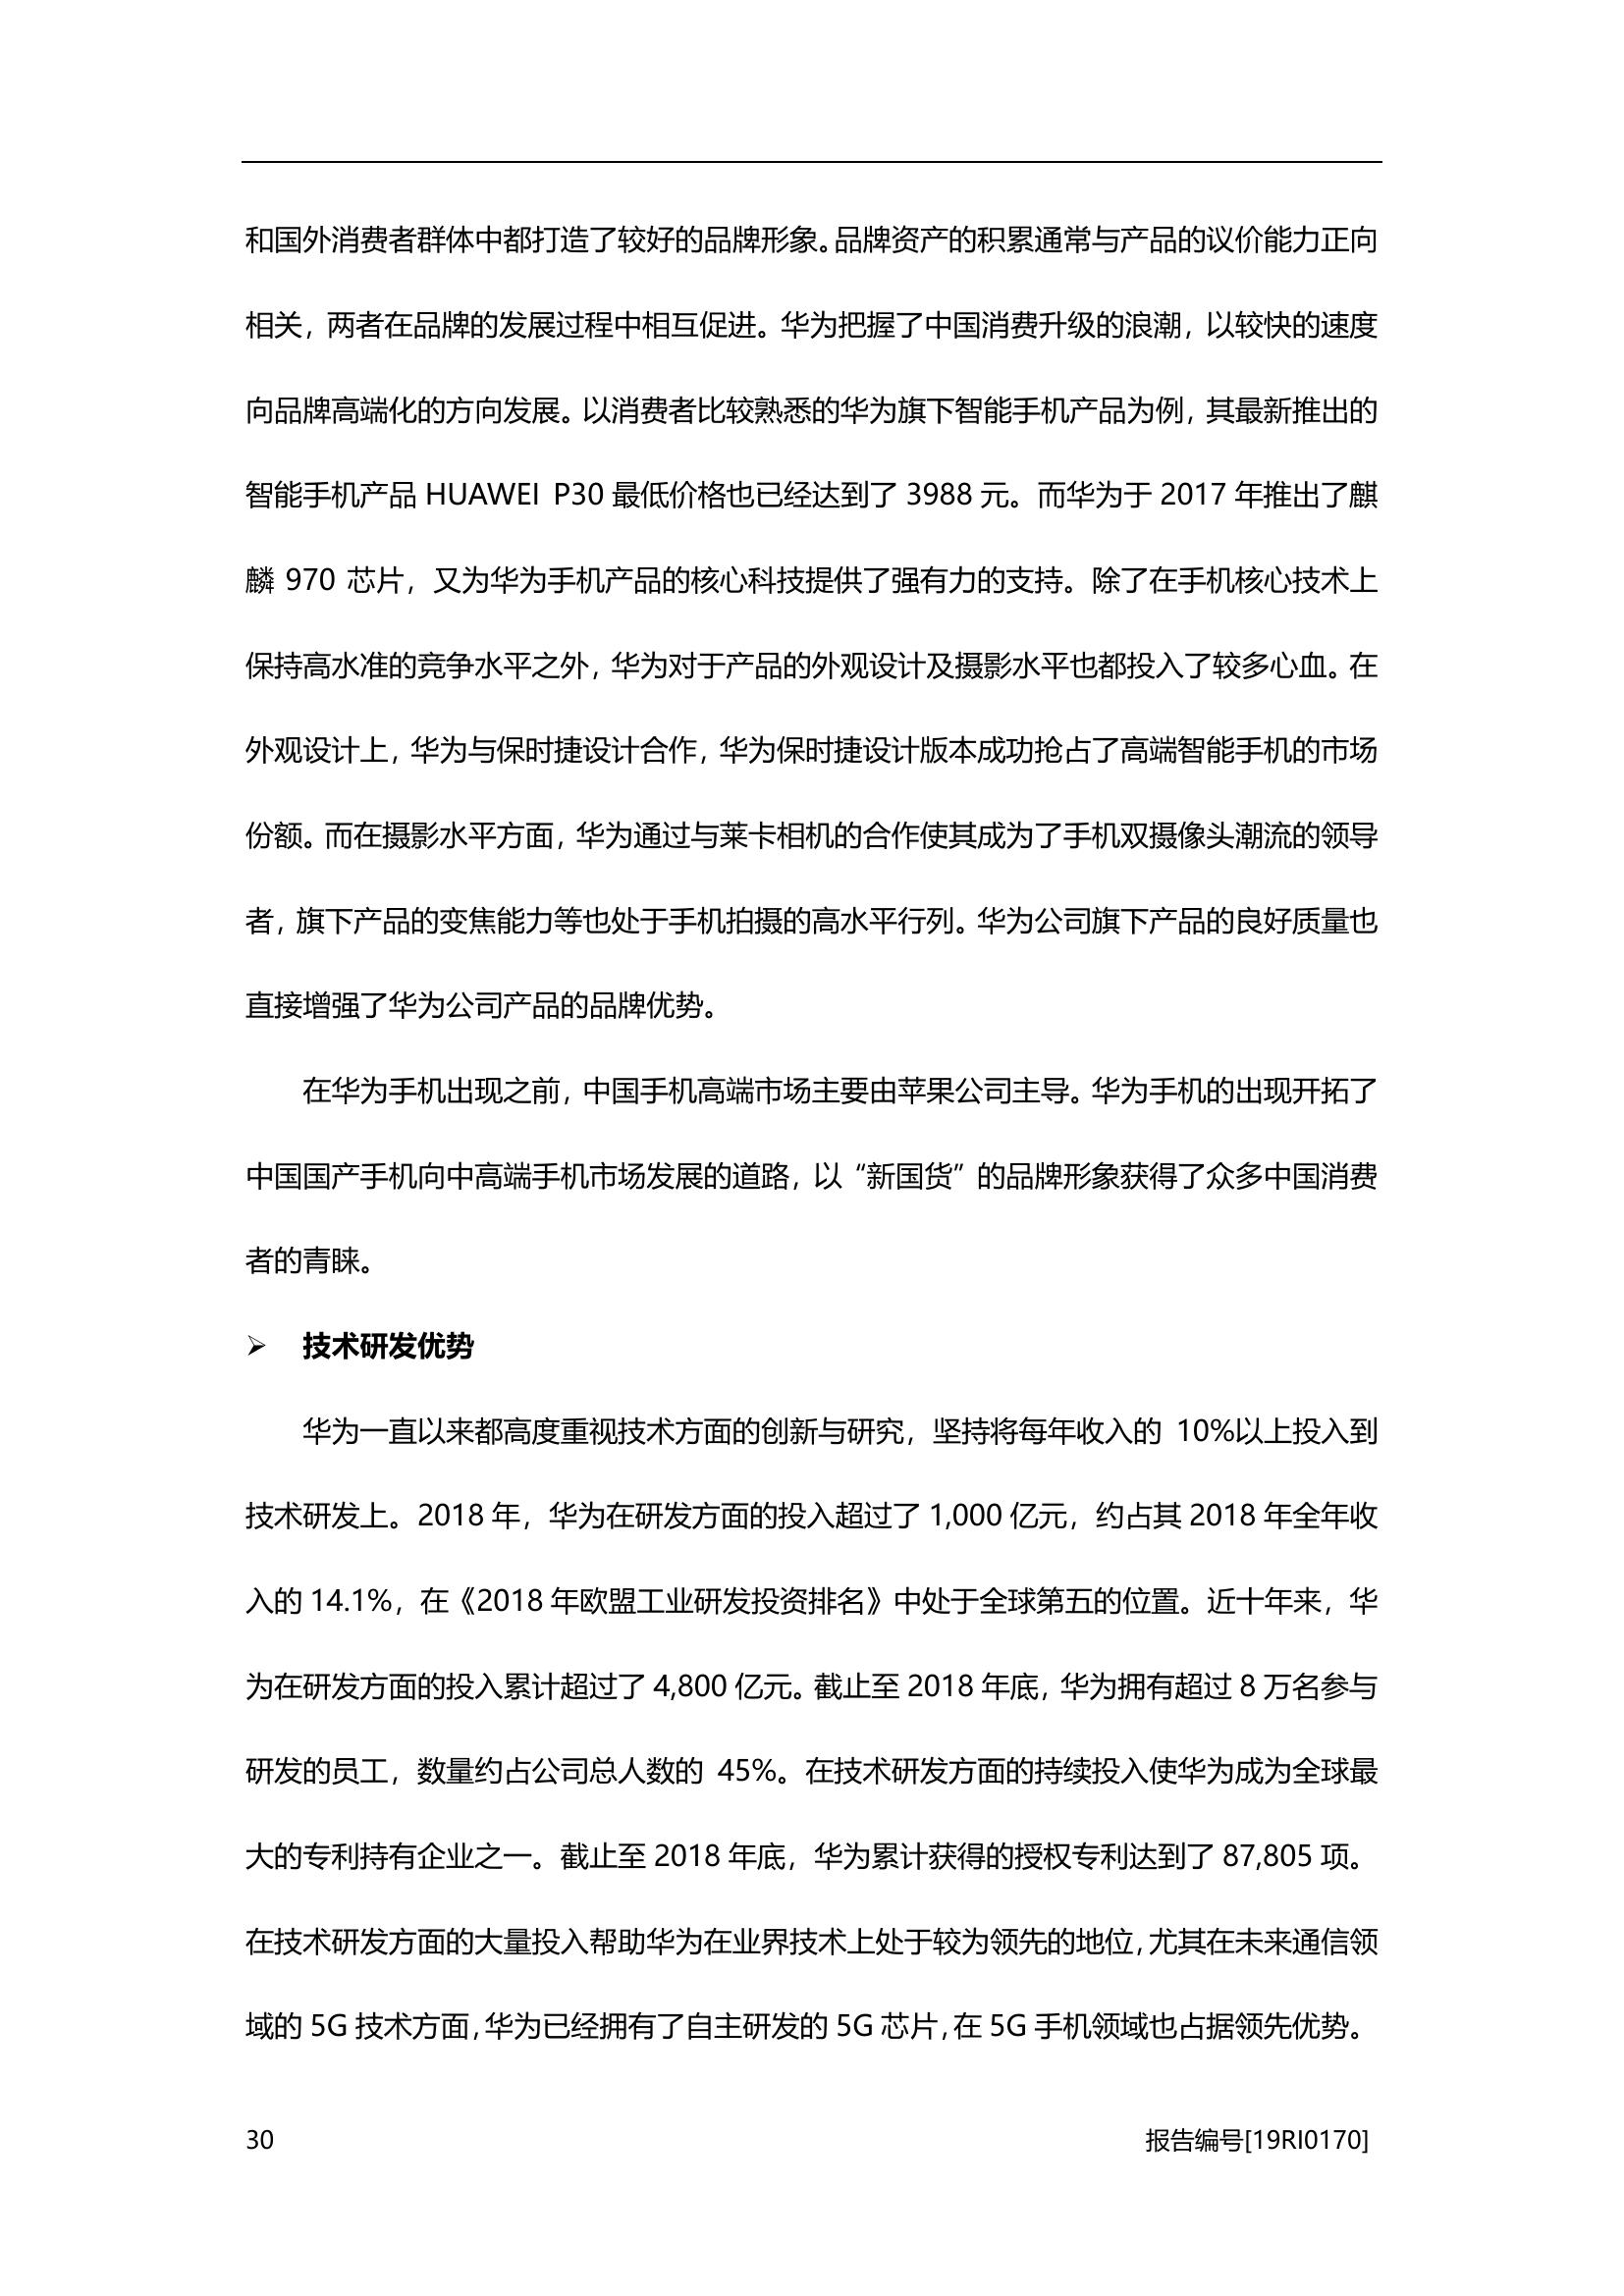 和国外消费者群体中都打造了较好的品牌形象。品牌资产的积累通常与产品的议价能力正向
相关，两者在品牌的发展过程中相互促进。华为把握了中国消费升级的浪潮，以较快的速度
向品牌高端化的方向发展。以消费者比较熟悉的华为旗下智能手机产品为例，其最新推出的
智能手机产品 HUAWEI P30 最低价格也已经达到了 3988 元。而华为于 2017 年推出了麒
麟 970 芯片，又为华为手机产品的核心科技提供了强有力的支持。除了在手机核心技术上
保持高水准的竞争水平之外，华为对于产品的外观设计及摄影水平也都投入了较多心血。在
外观设计上，华为与保时捷设计合作，华为保时捷设计版本成功抢占了高端智能手机的市场
份额。而在摄影水平方面，华为通过与莱卡相机的合作使其成为了手机双摄像头潮流的领导
者，旗下产品的变焦能力等也处于手机拍摄的高水平行列。华为公司旗下产品的良好质量也
直接增强了华为公司产品的品牌优势。
在华为手机出现之前，中国手机高端市场主要由苹果公司主导。华为手机的出现开拓了
中国国产手机向中高端手机市场发展的道路，以“新国货”的品牌形象获得了众多中国消费
者的青睐。
➢ 技术研发优势
华为一直以来都高度重视技术方面的创新与研究，坚持将每年收入的 10%以上投入到
技术研发上。2018 年，华为在研发方面的投入超过了 1,000 亿元，约占其 2018 年全年收
入的 14.1%，在《2018 年欧盟工业研发投资排名》中处于全球第五的位置。近十年来，华
为在研发方面的投入累计超过了 4,800 亿元。截止至 2018 年底，华为拥有超过 8 万名参与
研发的员工，数量约占公司总人数的 45%。在技术研发方面的持续投入使华为成为全球最
大的专利持有企业之一。截止至 2018 年底，华为累计获得的授权专利达到了 87,805 项。
在技术研发方面的大量投入帮助华为在业界技术上处于较为领先的地位，尤其在未来通信领
域的 5G 技术方面，华为已经拥有了自主研发的 5G 芯片，在 5G 手机领域也占据领先优势。
30 报告编号[19RI0170]